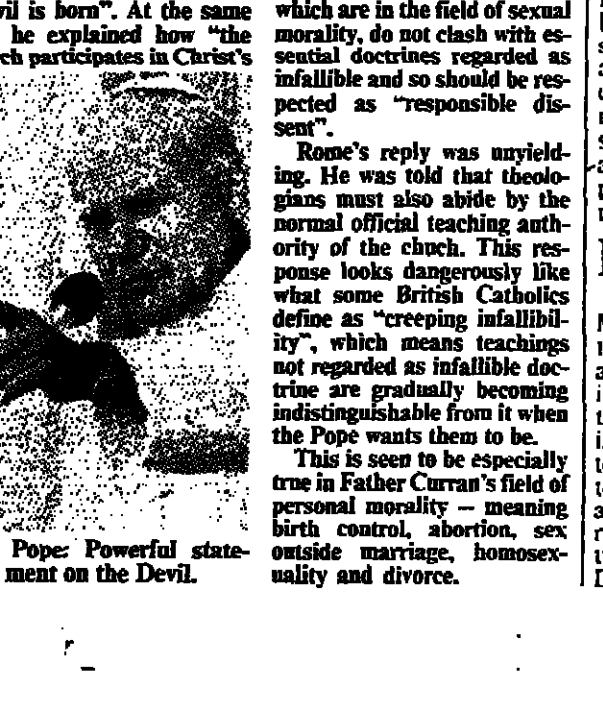 vil is born”. At the same
he explained how “the
ch participates in Christ’s
Pope: Powerful state-
ment on the Devil.
which are in the field of sexual
morality, do not clash with es-
sential doctrines regarded as
infallible and so should be res-
pected as “responsible dis-
sent”.
Rome’s reply was unyield-
ing. He was told that theolo-
gians must also abide by the
normal official teaching auth-
ority of the chuch. This res-
ponse looks dangerously like
what some British Catholics
define as “creeping infallibil-
ity”, which means teachings
not regarded as infallible doc-
trine are gradually becoming
indistinguishable from it when
the Pope wants them to be.
This is seen to be especially
true in Father Curran’s field of
personal morality — meaning
birth control, abortion, sex
outside marriage, homosex-
uality and divorce.